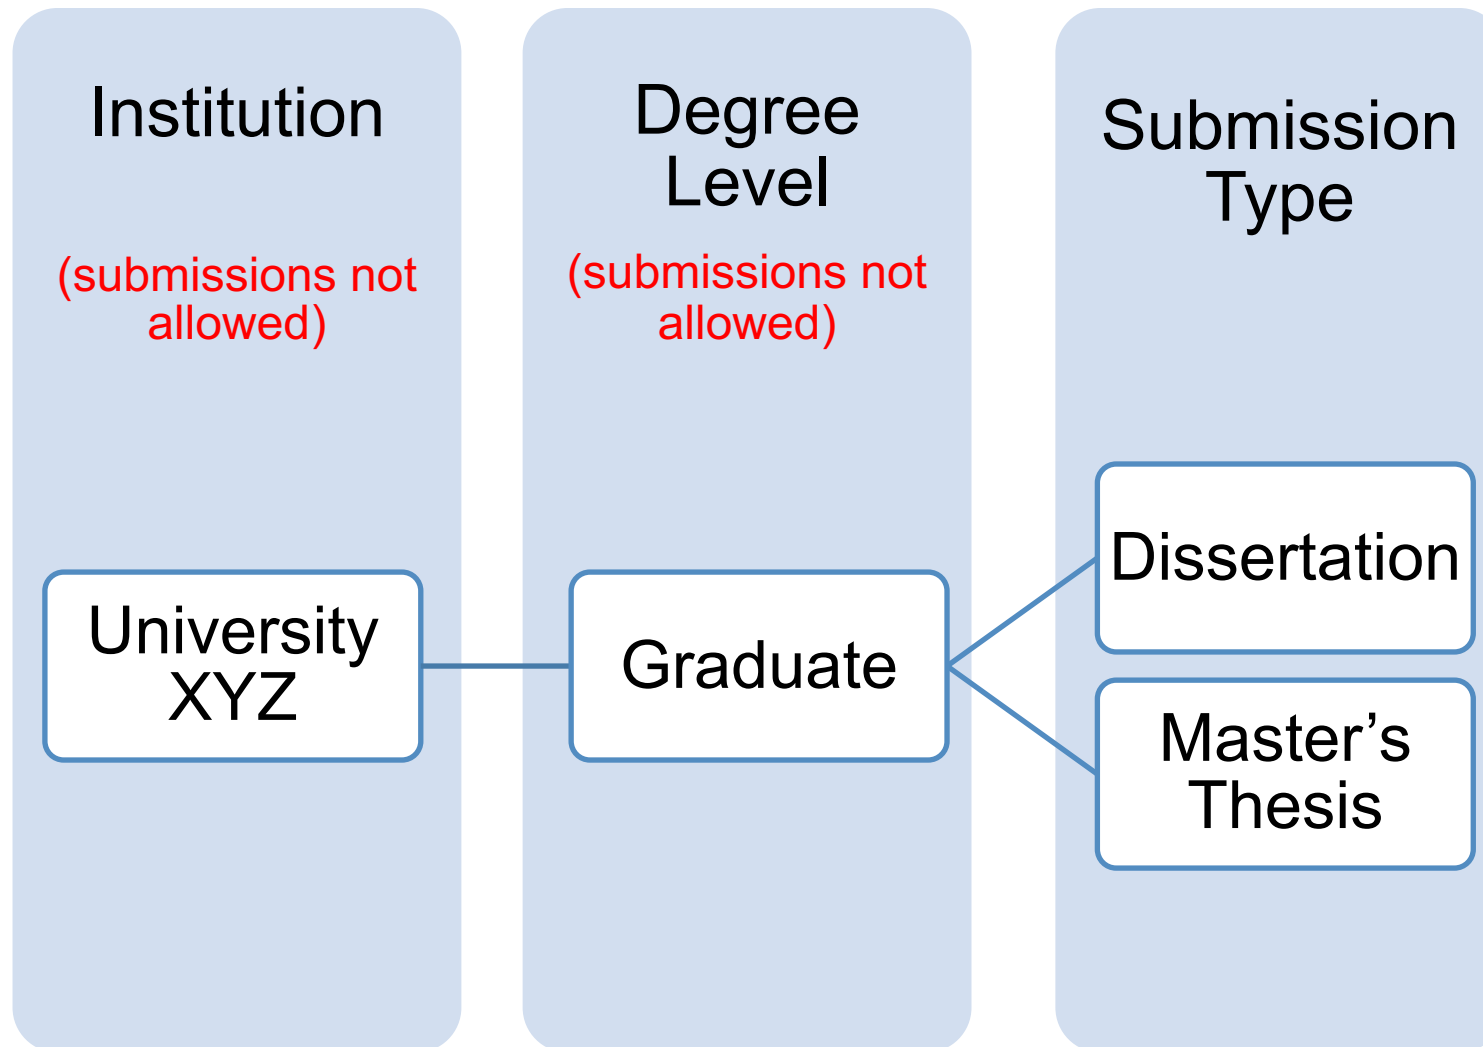 Institution
(submissions not
allowed)
University
XYZ
Degree
Level
(submissions not
allowed)
Graduate
Submission
Type
Dissertation
Master’s
Thesis